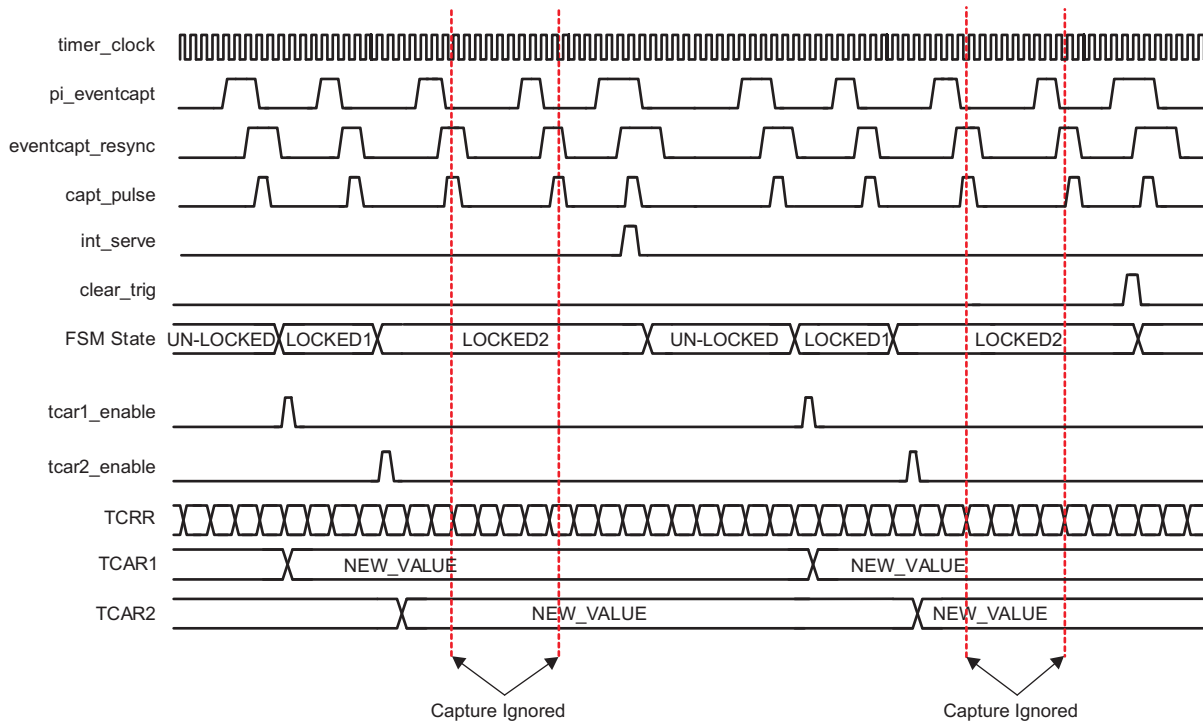 timer_clock
pi_eventcapt
eventcapt_resync
capt_pulse
int_serve
clear_trig
FSM State UN-LOCKED LOCKED1 LOCKED2 UN-LOCKED LOCKED1 LOCKED2
tcar1_enable
tcar2_enable
TCRR
TCAR1 NEW_VALUE NEW_VALUE
TCAR2 NEW_VALUE NEW_VALUE
Capture Ignored Capture Ignored